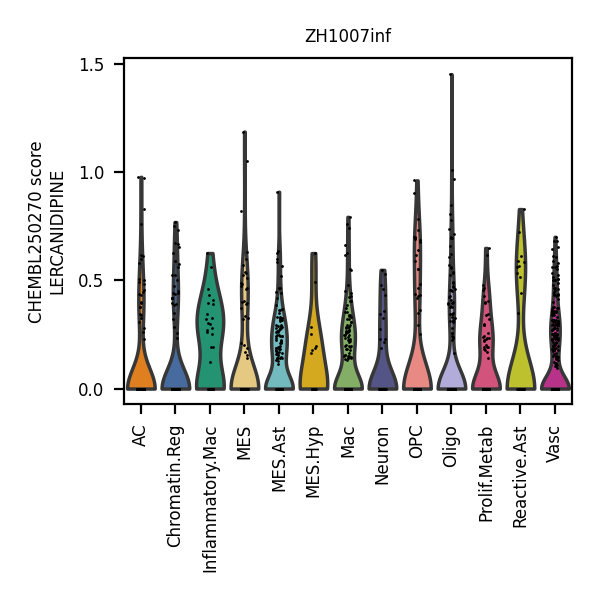 ZH1007inf
CHEMBL250270 score
LERCANIDIPINE
1.5
1.0
0.5
0.0
AC
Chromatin.Reg
Inflammatory.Mac
MES
MES.Ast
MES.Hyp
Mac
Neuron
OPC
Oligo
Prolif.Metab
Reactive.Ast
Vasc